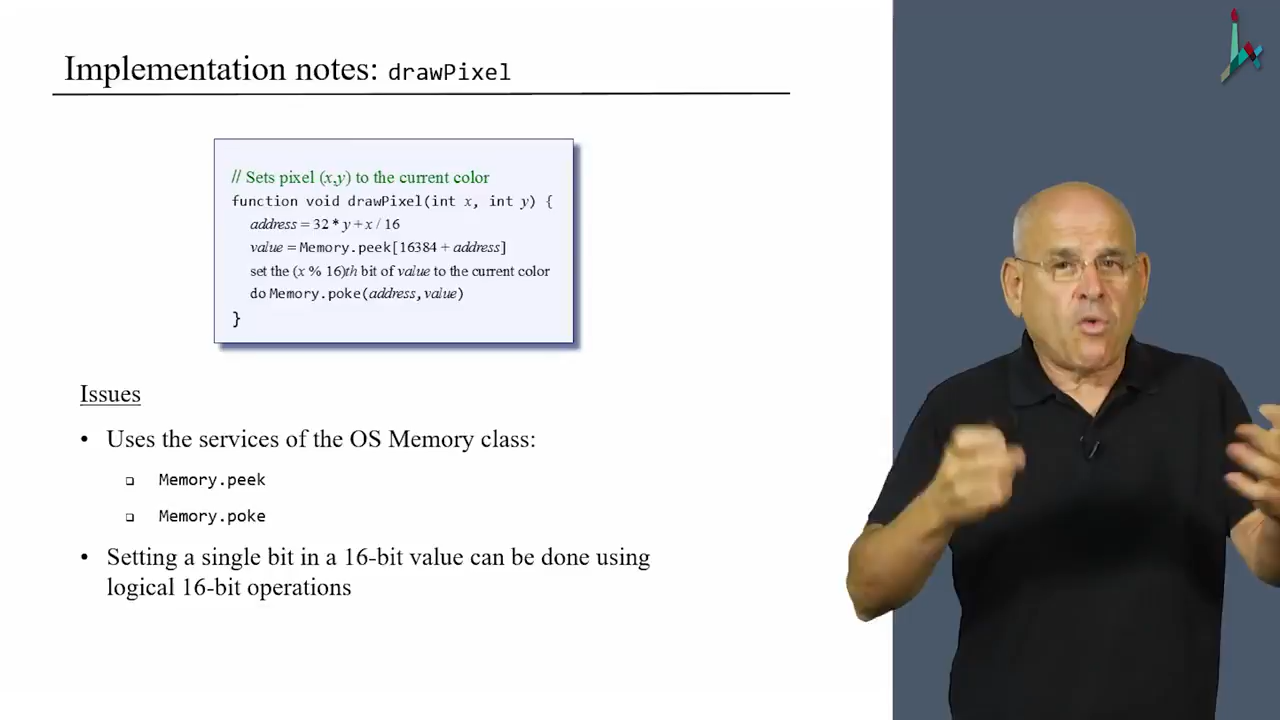 Implementation notes: drawPixel
// Sets pixel (x,y) to the current color
function void drawPixel(int x, int y) {
address = 32 * y + x / 16
value = Memory.peek[16384 + address]
set the (x % 16)th bit of value to the current color
do Memory.poke(address,value)
}
Issues
• Uses the services of the OS Memory class:
❑ Memory.peek
❑ Memory.poke
• Setting a single bit in a 16-bit value can be done using
logical 16-bit operations